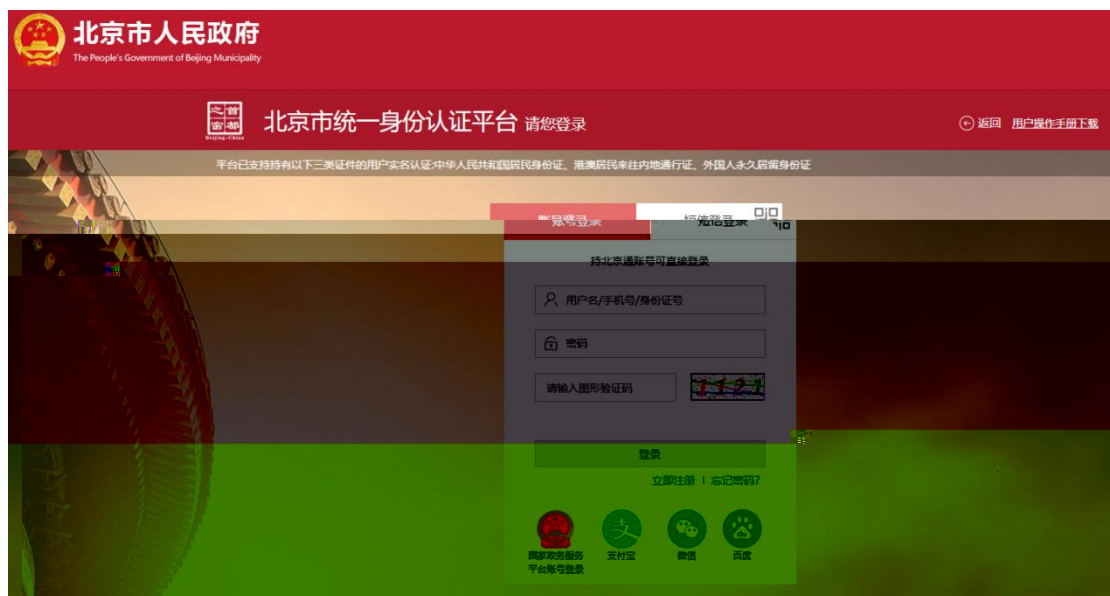 北京市人民政府
The People's Government of Beijing Municipality
首都之窗
Beijing-China
北京市统一身份认证平台 请您登录
返回 用户操作手册下载
平台已支持持有以下三类证件的用户实名认证:中华人民共和国居民身份证、港澳居民来往内地通行证、外国人永久居留身份证
登录 短信登录
持北京通账号可直接登录
用户名/手机号/身份证号
密码
请输入图形验证码
登录
立即注册 | 忘记密码?
国家政务服务 支付宝 微信 百度
平台账号登录